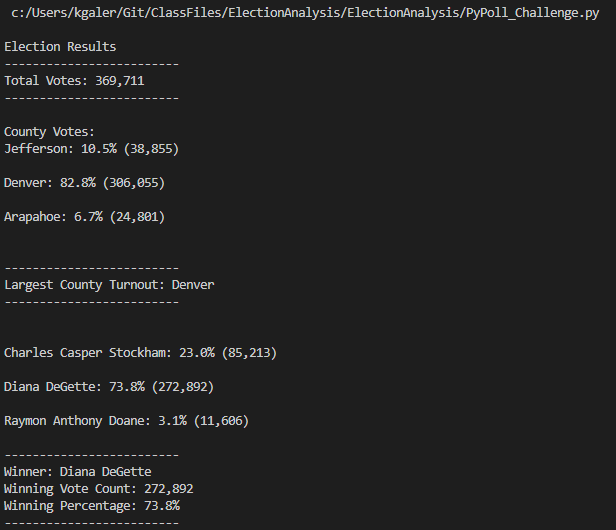 c:/Users/kgaler/Git/ClassFiles/ElectionAnalysis/ElectionAnalysis/PyPoll_Challenge.py
Election Results
-------------------------
Total Votes: 369,711
-------------------------
County Votes:
Jefferson: 10.5% (38,855)
Denver: 82.8% (306,055)
Arapahoe: 6.7% (24,801)
-------------------------
Largest County Turnout: Denver
-------------------------
Charles Casper Stockham: 23.0% (85,213)
Diana DeGette: 73.8% (272,892)
Raymon Anthony Doane: 3.1% (11,606)
-------------------------
Winner: Diana DeGette
Winning Vote Count: 272,892
Winning Percentage: 73.8%
-------------------------